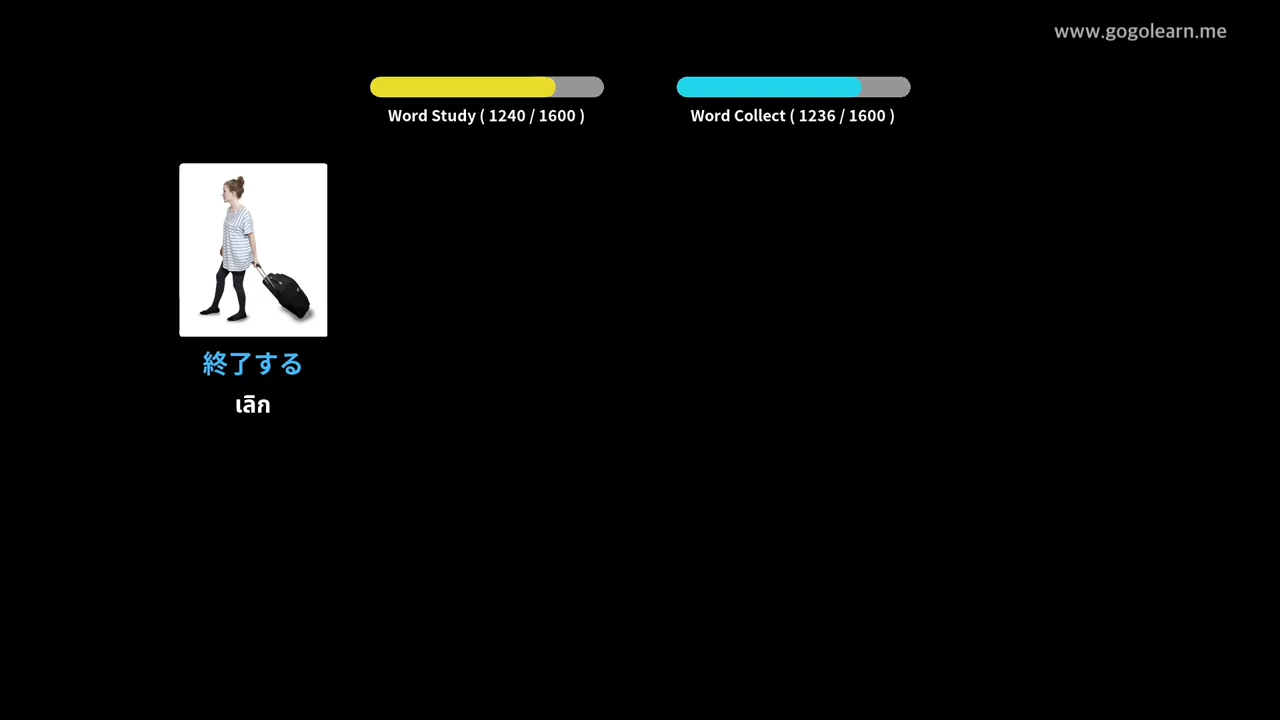 www.gogolearn.me
Word Study ( 1240 / 1600 )
Word Collect ( 1236 / 1600 )
終了する
เลิก